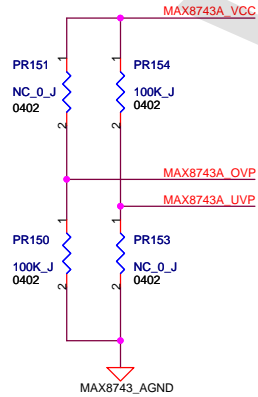 MAX8743A_VCC
1 1
PR151 PR154
NC_0_J 100K_J
0402 0402
2 2
MAX8743A_OVP
MAX8743A_UVP
1 1
PR150 PR153
100K_J NC_0_J
0402 0402
2 2
MAX8743_AGND